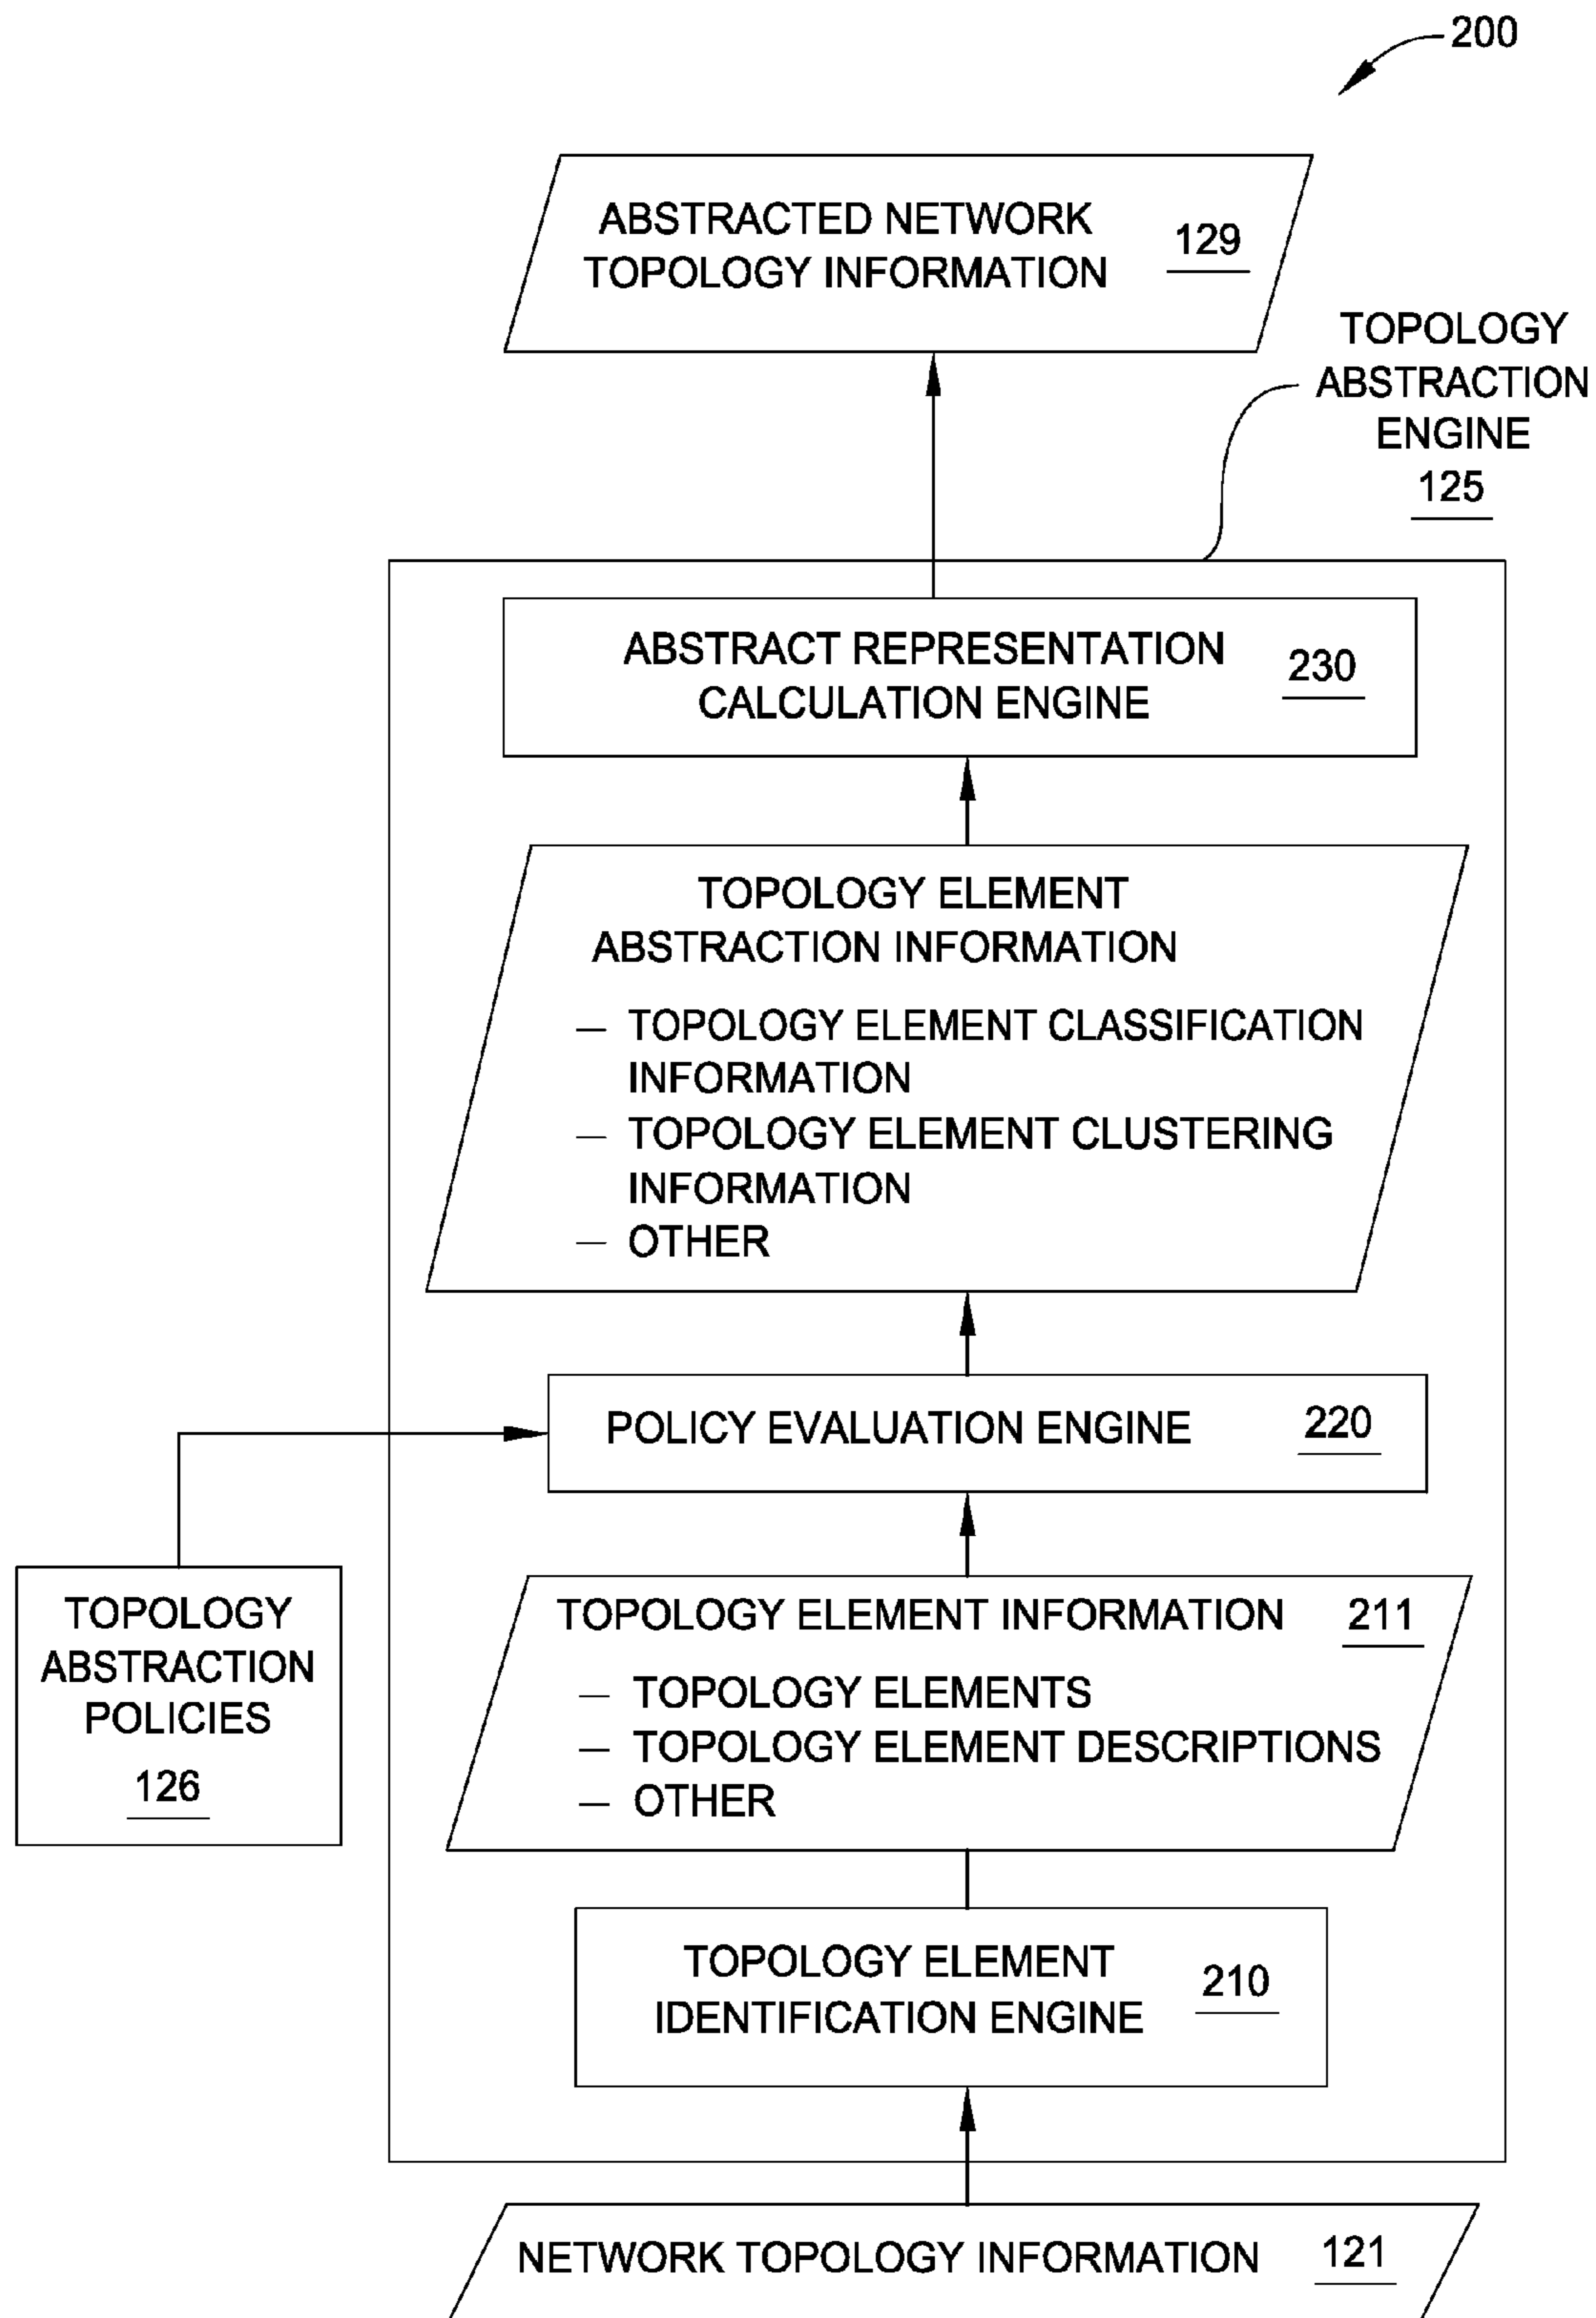 200
ABSTRACTED NETWORK
TOPOLOGY INFORMATION
129
TOPOLOGY
ABSTRACTION
ENGINE
125
ABSTRACT REPRESENTATION
CALCULATION ENGINE
230
TOPOLOGY ELEMENT
ABSTRACTION INFORMATION
— TOPOLOGY ELEMENT CLASSIFICATION
INFORMATION
— TOPOLOGY ELEMENT CLUSTERING
INFORMATION
— OTHER
POLICY EVALUATION ENGINE 220
TOPOLOGY
ABSTRACTION
POLICIES
126
TOPOLOGY ELEMENT INFORMATION 211
— TOPOLOGY ELEMENTS
— TOPOLOGY ELEMENT DESCRIPTIONS
— OTHER
TOPOLOGY ELEMENT
IDENTIFICATION ENGINE
210
NETWORK TOPOLOGY INFORMATION 121